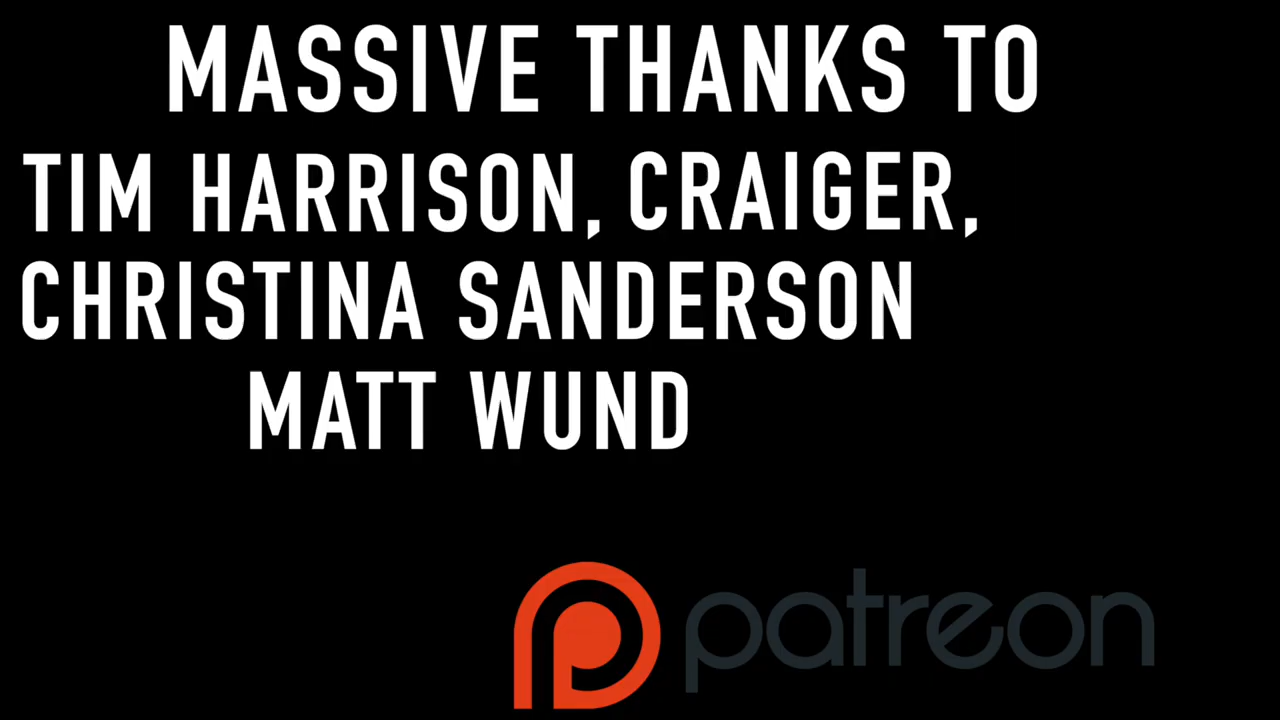 MASSIVE THANKS TO
TIM HARRISON, CRAIGER,
CHRISTINA SANDERSON
MATT WUND
patreon